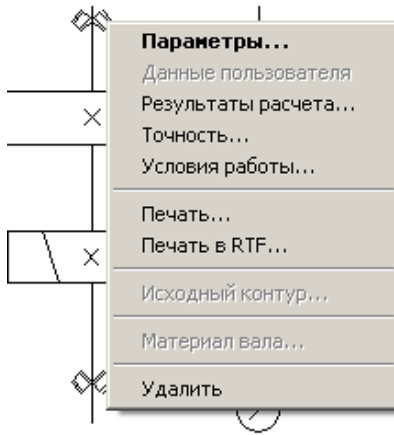 Параметры...
Данные пользователя
Результаты расчета...
Точность...
Условия работы...
Печать...
Печать в RTF...
Исходный контур...
Материал вала...
Удалить